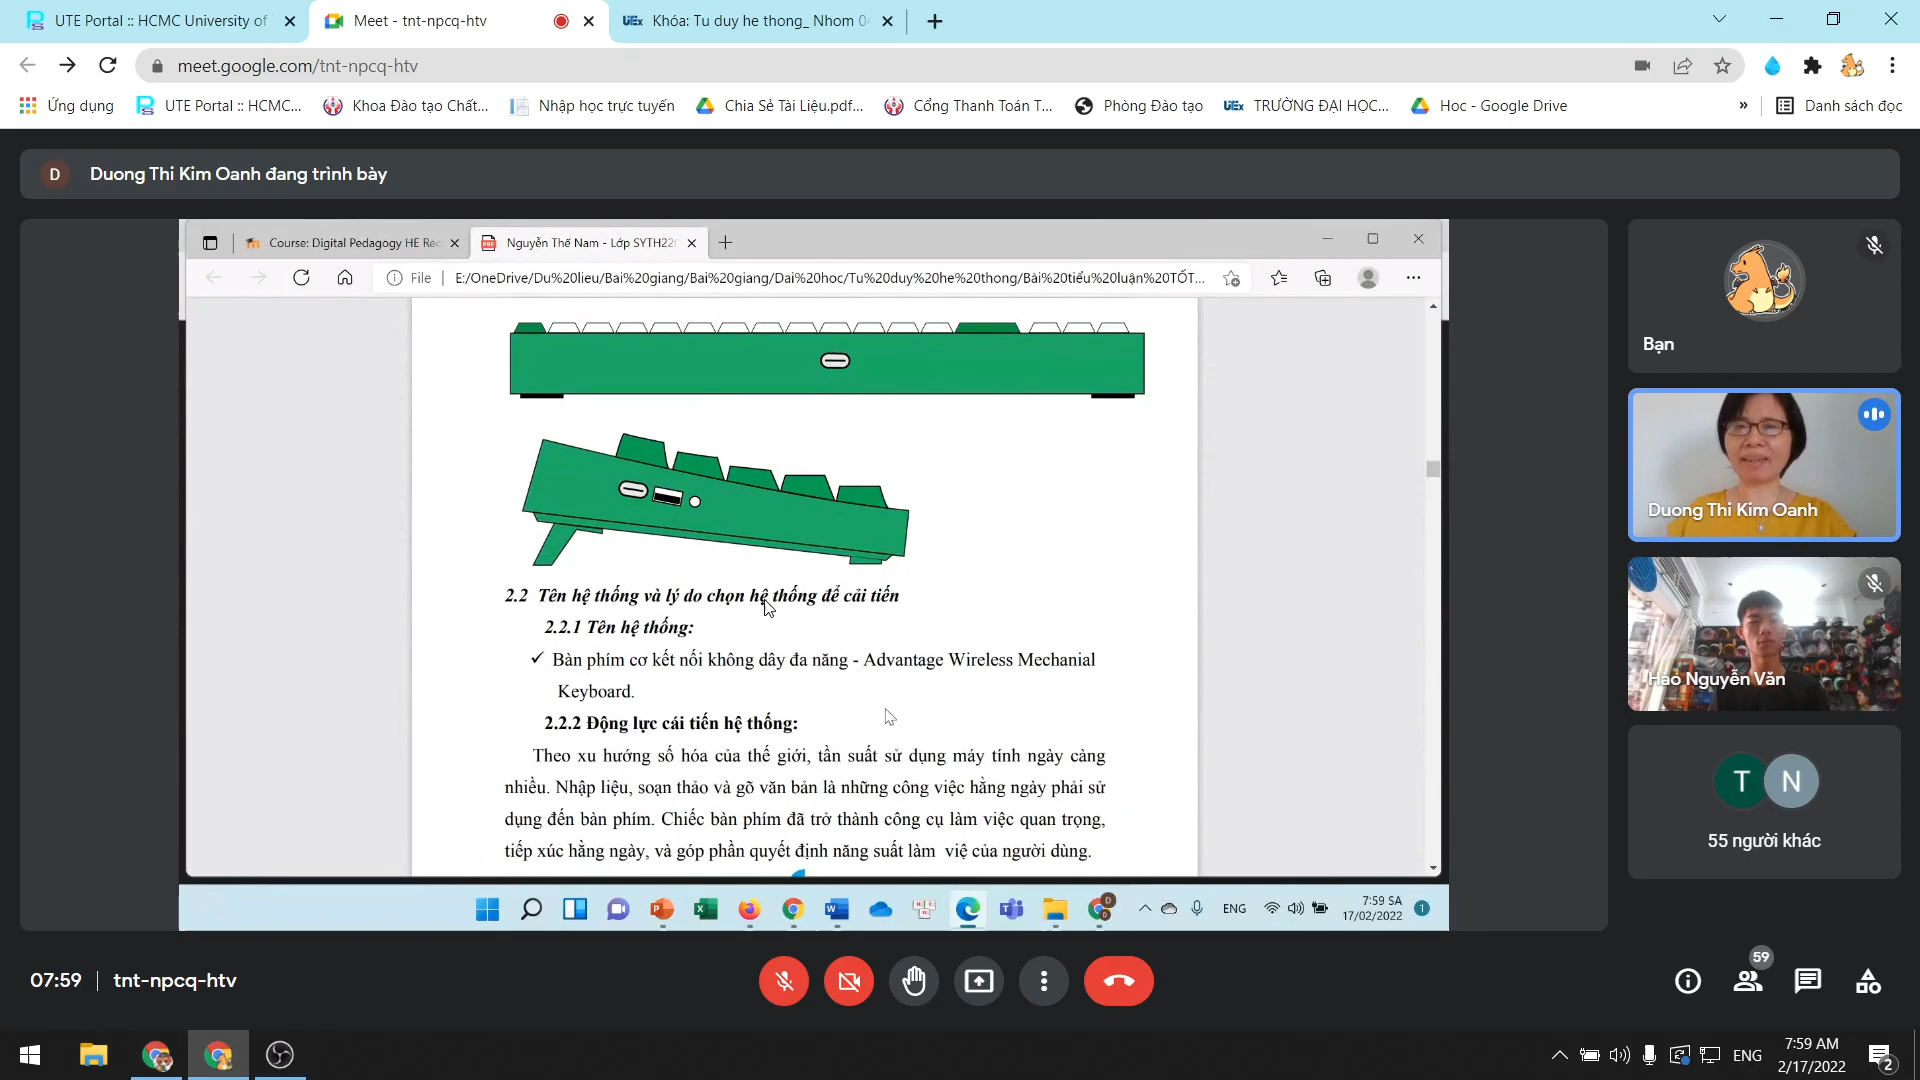 UTE Portal :: HCMC University of
Meet - tnt-npcq-htv
UEx Khóa: Tu duy he thong_ Nhom 04
meet.google.com/tnt-npcq-htv
Ứng dụng
UTE Portal :: HCMC...
Khoa Đào tạo Chất...
Nhập học trực tuyến
Chia Sẻ Tài Liệu.pdf...
Cổng Thanh Toán T...
Phòng Đào tạo
UEx TRƯỜNG ĐẠI HỌC...
Hoc - Google Drive
»
Danh sách đọc
D Duong Thi Kim Oanh đang trình bày
Course: Digital Pedagogy HE Rec
Nguyễn Thế Nam - Lớp SYTH220
File
E:/OneDrive/Du%20lieu/Bai%20giang/Bai%20giang/Dai%20hoc/Tu%20duy%20he%20thong/Bài%20tiểu%20luận%20TỐT...
2.2 Tên hệ thống và lý do chọn hệ thống để cải tiến
2.2.1 Tên hệ thống:
✓ Bàn phím cơ kết nối không dây đa năng - Advantage Wireless Mechanial
Keyboard.
2.2.2 Động lực cái tiến hệ thống:
Theo xu hướng số hóa của thế giới, tần suất sử dụng máy tính ngày càng
nhiều. Nhập liệu, soạn thảo và gõ văn bản là những công việc hằng ngày phải sử
dụng đến bàn phím. Chiếc bàn phím đã trở thành công cụ làm việc quan trọng,
tiếp xúc hằng ngày, và góp phần quyết định năng suất làm việ của người dùng.
ENG
7:59 SA
17/02/2022
1
Bạn
Duong Thi Kim Oanh
Hảo Nguyễn Văn
T N
55 người khác
07:59 | tnt-npcq-htv
59
ENG
7:59 AM
2/17/2022
2